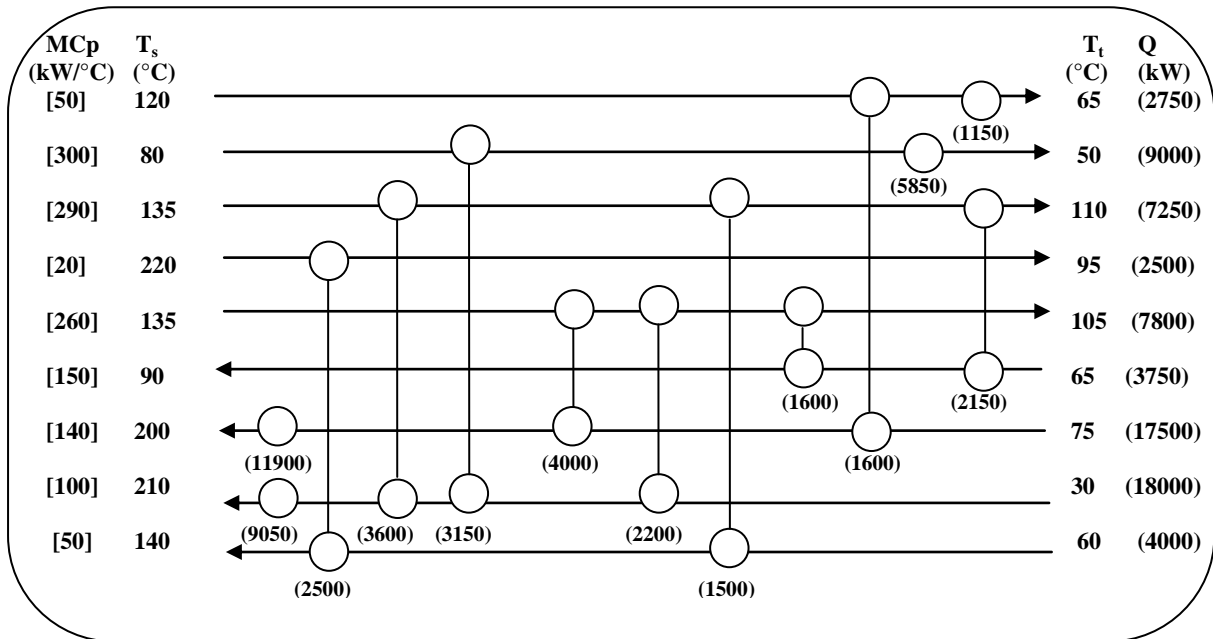 MCp Ts Tt Q
(kW/°C) (°C) (°C) (kW)
[50] 120 65 (2750)
(1150)
[300] 80 50 (9000)
(5850)
[290] 135 110 (7250)
[20] 220 95 (2500)
[260] 135 105 (7800)
[150] 90 65 (3750)
(1600) (2150)
[140] 200 75 (17500)
(11900) (4000) (1600)
[100] 210 30 (18000)
(9050) (3600) (3150) (2200)
[50] 140 60 (4000)
(2500) (1500)